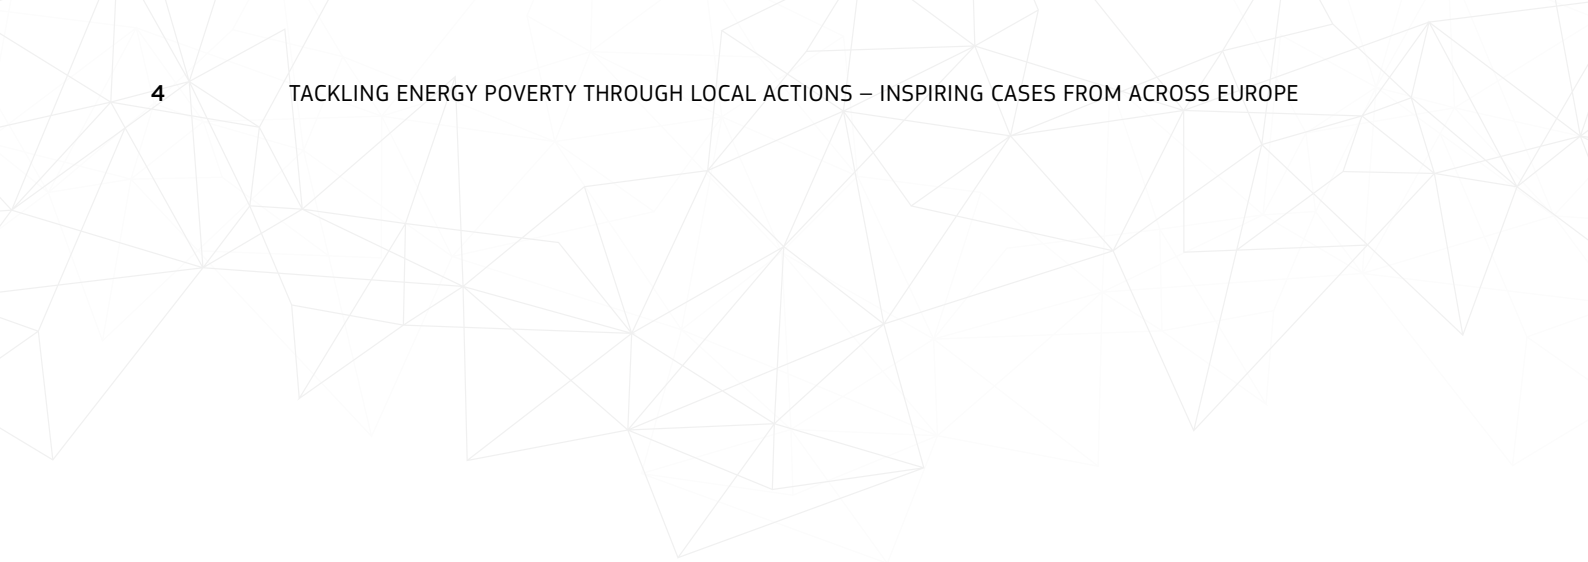 4 TACKLING ENERGY POVERTY THROUGH LOCAL ACTIONS – INSPIRING CASES FROM ACROSS EUROPE